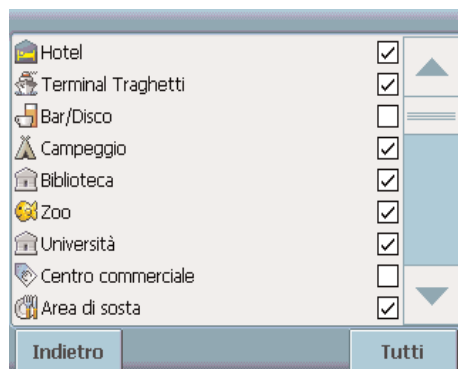 Hotel
Terminal Traghetti
Bar/Disco
Campeggio
Biblioteca
Zoo
Università
Centro commerciale
Area di sosta
Indietro Tutti